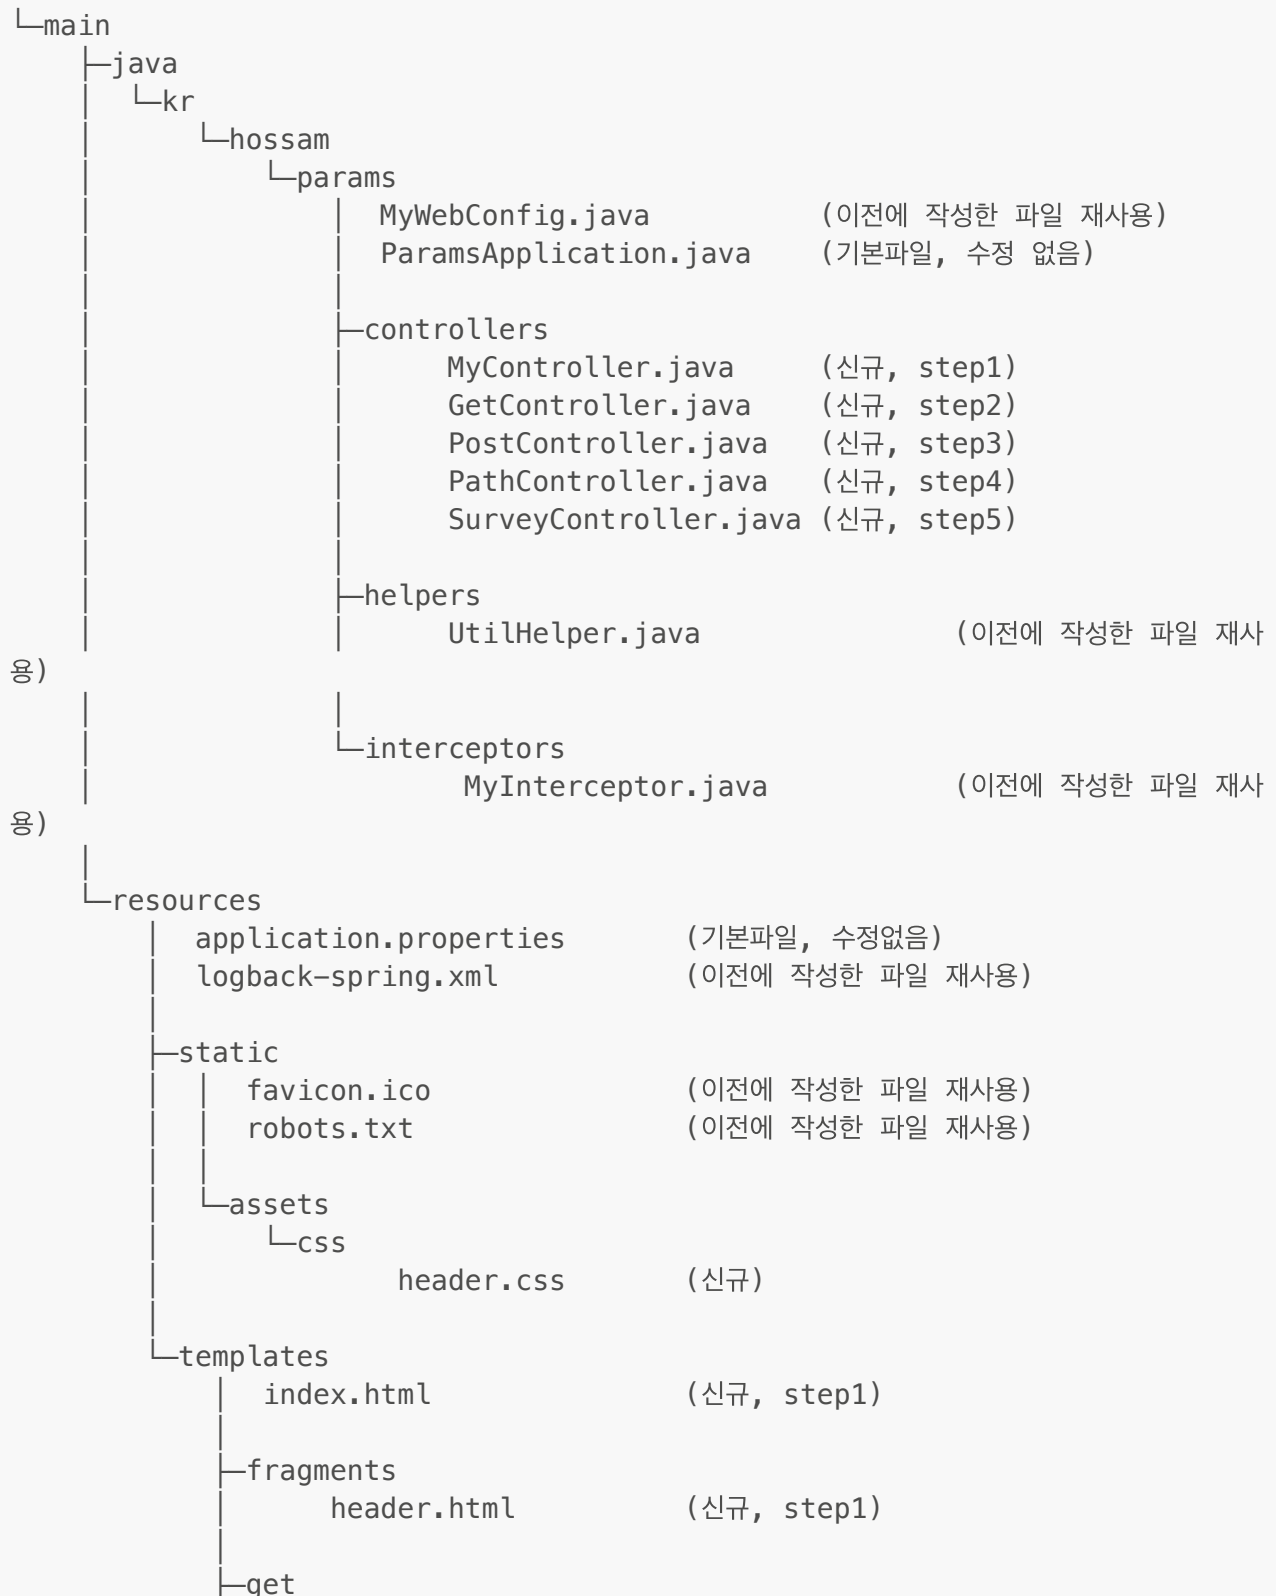 └─main
    ├─java
    │  └─kr
    │      └─hossam
    │          └─params
    │              │  MyWebConfig.java          (이전에 작성한 파일 재사용)
    │              │  ParamsApplication.java    (기본파일, 수정 없음)
    │              │
    │              ├─controllers
    │              │      MyController.java     (신규, step1)
    │              │      GetController.java    (신규, step2)
    │              │      PostController.java   (신규, step3)
    │              │      PathController.java   (신규, step4)
    │              │      SurveyController.java (신규, step5)
    │              │
    │              ├─helpers
    │              │      UtilHelper.java               (이전에 작성한 파일 재사
용)
    │              │
    │              └─interceptors
    │                      MyInterceptor.java           (이전에 작성한 파일 재사
용)
    │
    └─resources
        │  application.properties       (기본파일, 수정없음)
        │  logback-spring.xml           (이전에 작성한 파일 재사용)
        │
        ├─static
        │  │  favicon.ico               (이전에 작성한 파일 재사용)
        │  │  robots.txt                (이전에 작성한 파일 재사용)
        │  │
        │  └─assets
        │      └─css
        │              header.css       (신규)
        │
        └─templates
            │  index.html               (신규, step1)
            │
            ├─fragments
            │      header.html          (신규, step1)
            │
            ├─get